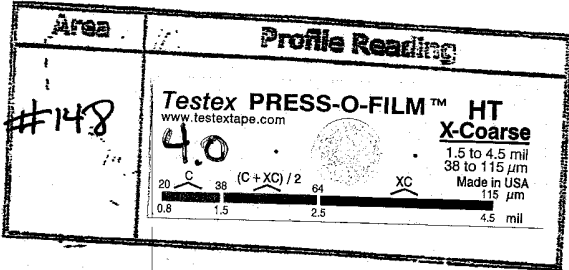 Area
Profile Reading
#148
Testex PRESS-O-FILM™ HT
www.testextape.com
X-Coarse
4.0
1.5 to 4.5 mil
38 to 115 µm
Made in USA
20 C 38 (C + XC) / 2 64 XC 115 µm
0.8 1.5 2.5 4.5 mil